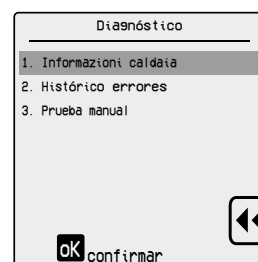 Diagnóstico
1. Informazioni caldaia
2. Histórico errores
3. Prueba manual
oK confirmar